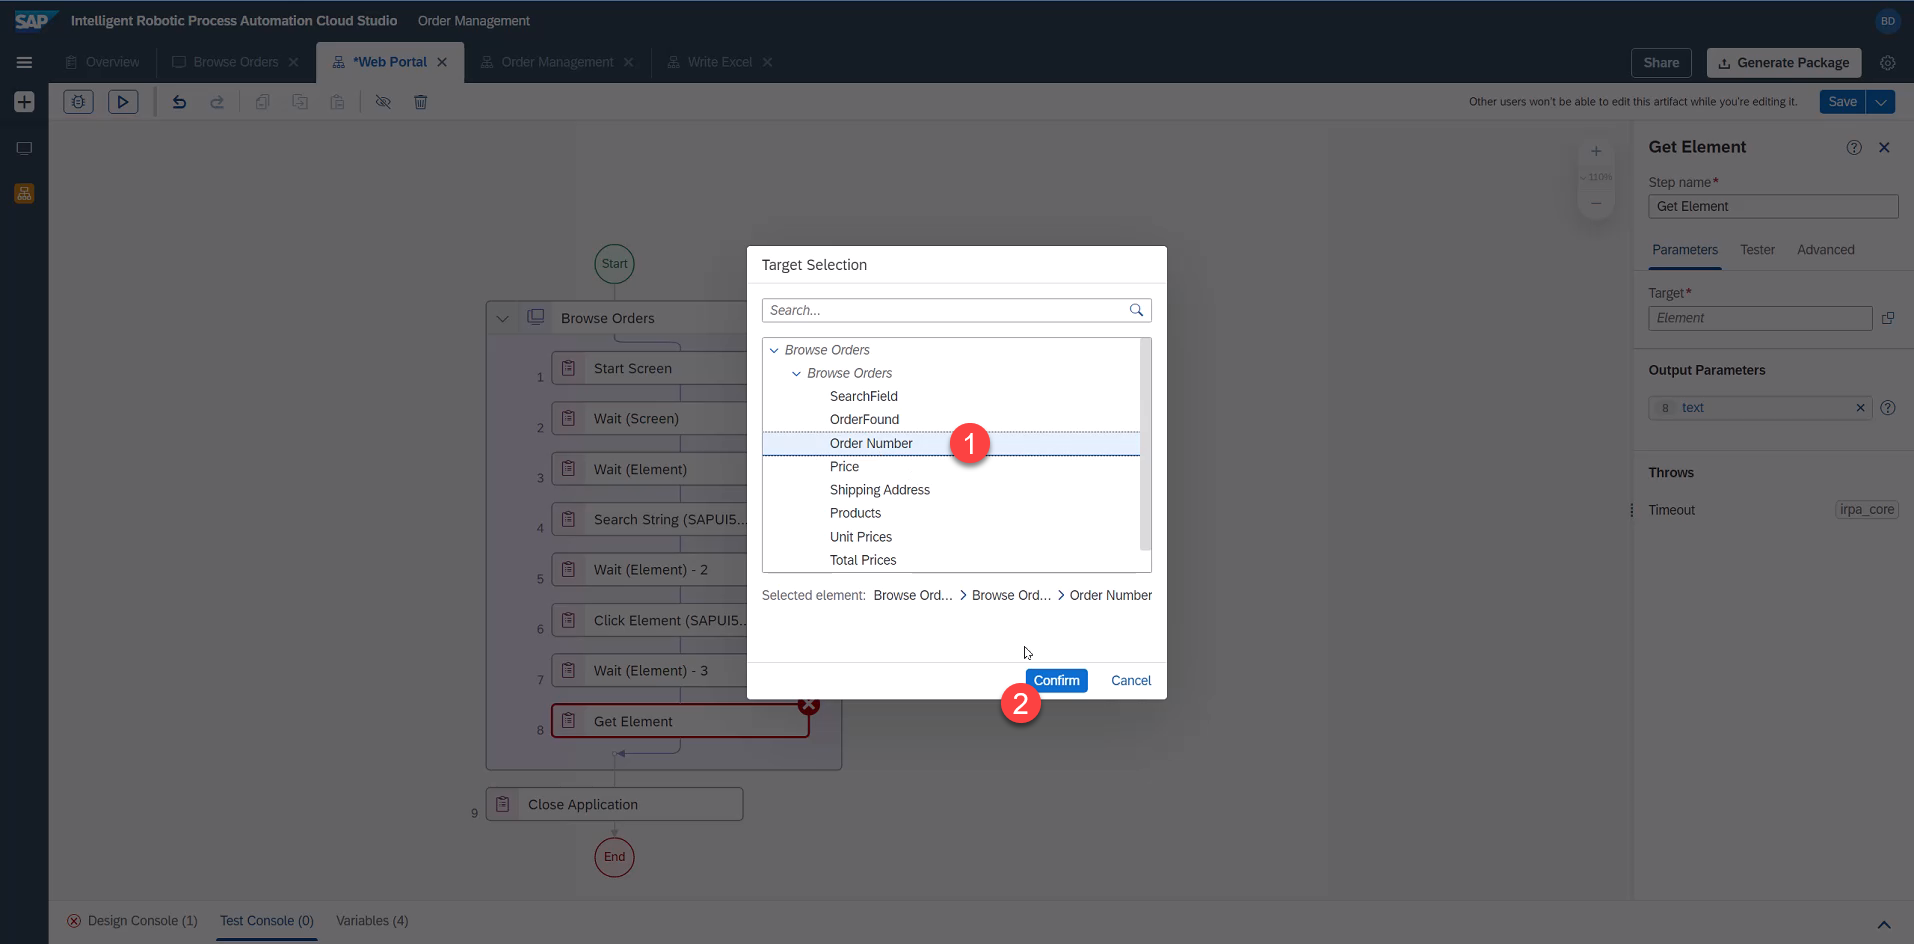 SAP Intelligent Robotic Process Automation Cloud Studio Order Management BD
Overview Browse Orders *Web Portal Order Management Write Excel Share Generate Package
Other users won't be able to edit this artifact while you're editing it. Save
Get Element
Step name*
Get Element
Parameters Tester Advanced
Target*
Element
Output Parameters
8 text
Throws
Timeout irpa_core
110%
Start
Browse Orders
1 Start Screen
2 Wait (Screen)
3 Wait (Element)
4 Search String (SAPUI5...
5 Wait (Element) - 2
6 Click Element (SAPUI5...
7 Wait (Element) - 3
8 Get Element
9 Close Application
End
Target Selection
Search...
Browse Orders
Browse Orders
SearchField
OrderFound
Order Number 1
Price
Shipping Address
Products
Unit Prices
Total Prices
Selected element: Browse Ord... > Browse Ord... > Order Number
Confirm Cancel
2
Design Console (1) Test Console (0) Variables (4)